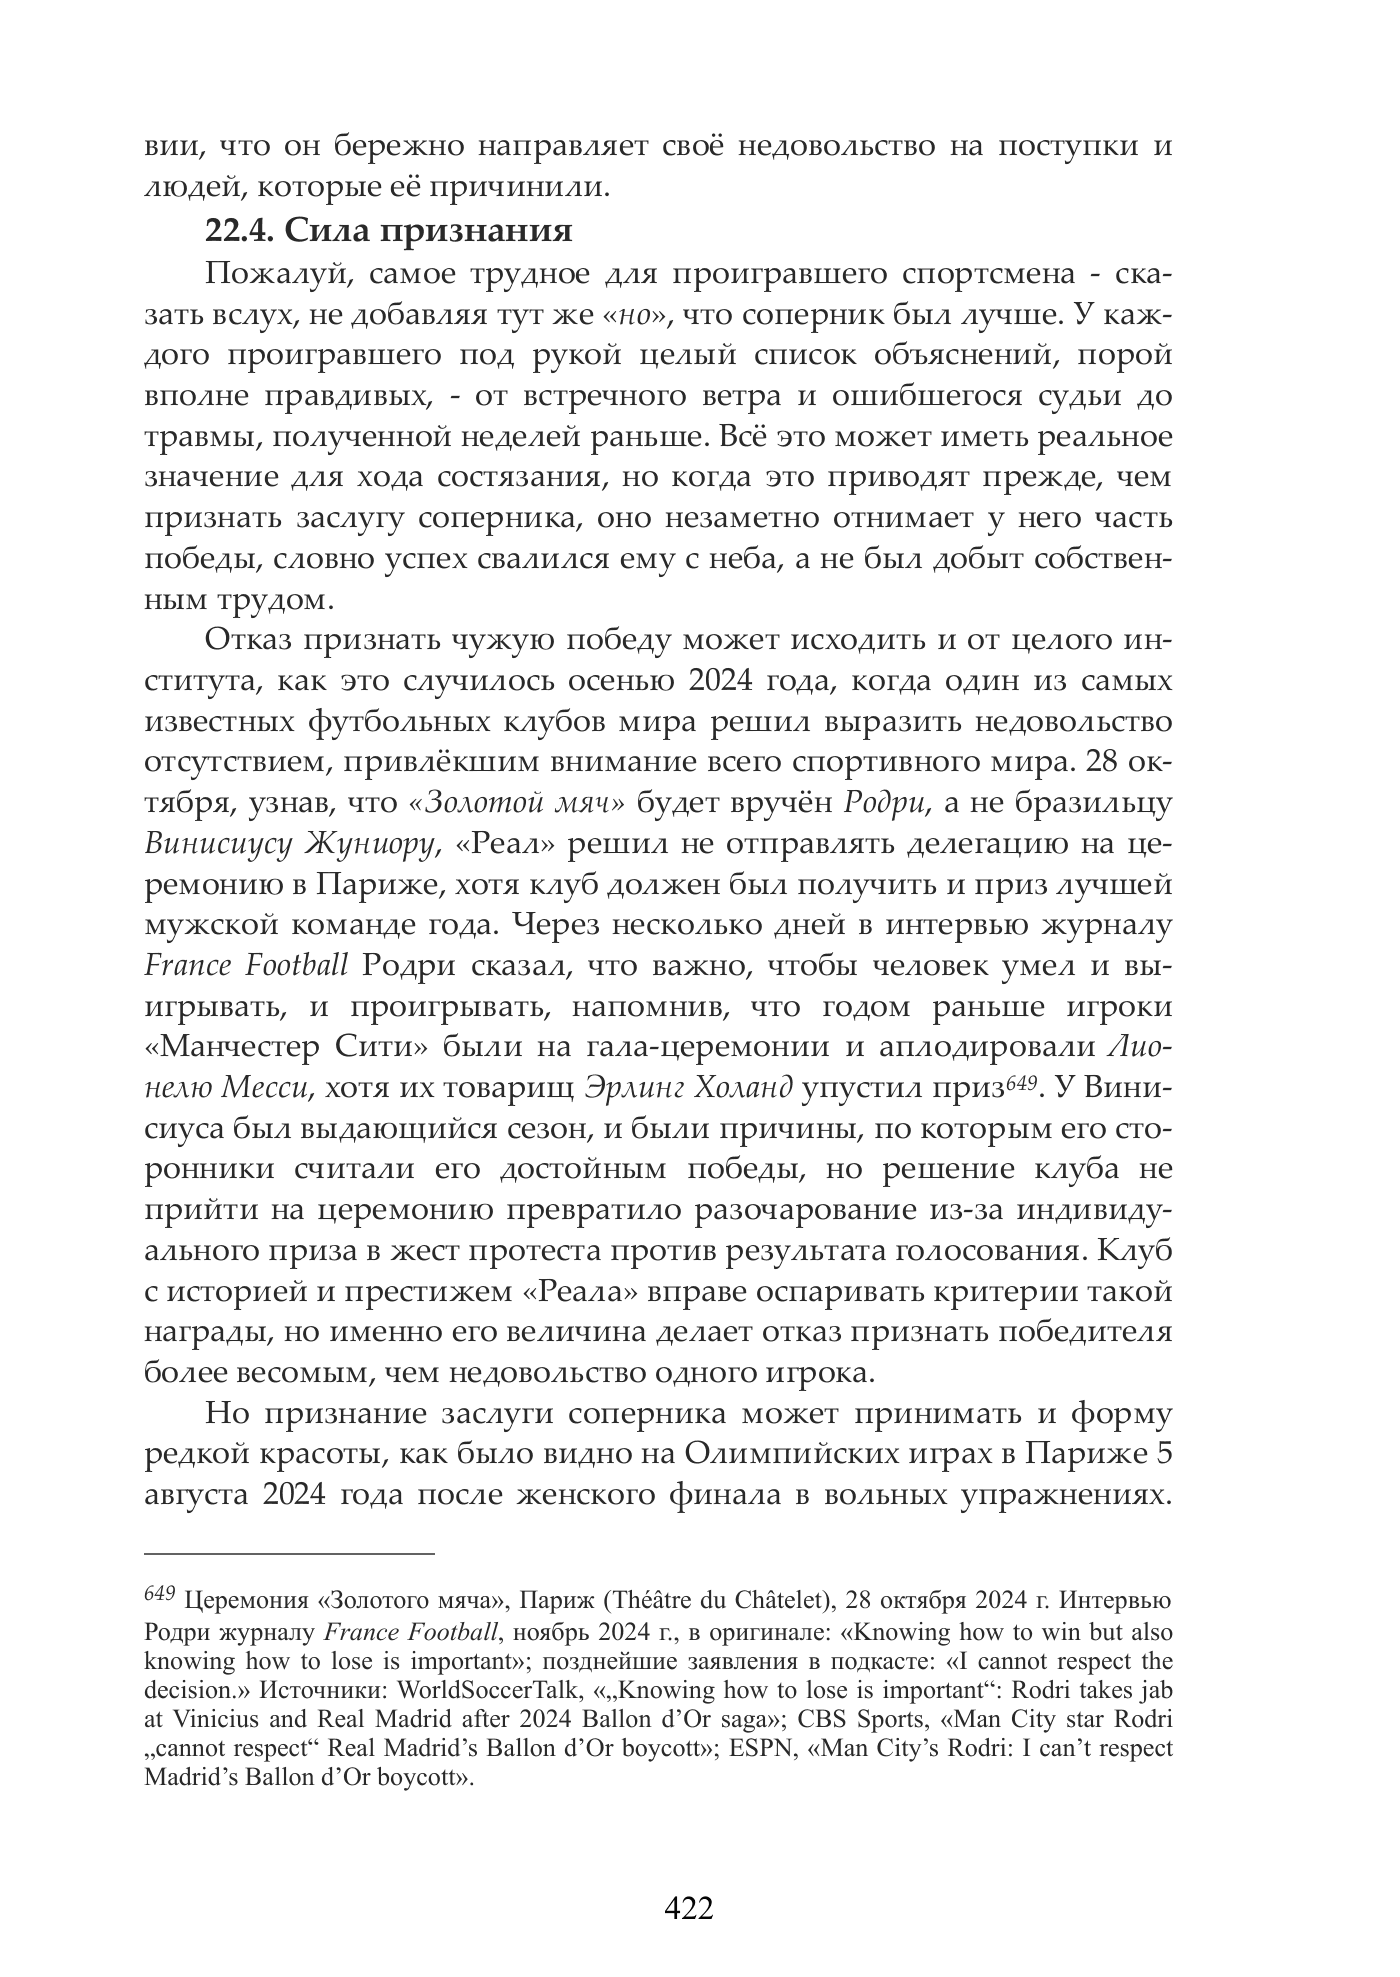 вии, что он бережно направляет своё недовольство на поступки и
людей, которые её причинили.
22.4. Сила признания
Пожалуй, самое трудное для проигравшего спортсмена - ска-
зать вслух, не добавляя тут же «но», что соперник был лучше. У каж-
дого проигравшего под рукой целый список объяснений, порой
вполне правдивых, - от встречного ветра и ошибшегося судьи до
травмы, полученной неделей раньше. Всё это может иметь реальное
значение для хода состязания, но когда это приводят прежде, чем
признать заслугу соперника, оно незаметно отнимает у него часть
победы, словно успех свалился ему с неба, а не был добыт собствен-
ным трудом.
Отказ признать чужую победу может исходить и от целого ин-
ститута, как это случилось осенью 2024 года, когда один из самых
известных футбольных клубов мира решил выразить недовольство
отсутствием, привлёкшим внимание всего спортивного мира. 28 ок-
тября, узнав, что «Золотой мяч» будет вручён Родри, а не бразильцу
Винисиусу Жуниору, «Реал» решил не отправлять делегацию на це-
ремонию в Париже, хотя клуб должен был получить и приз лучшей
мужской команде года. Через несколько дней в интервью журналу
France Football Родри сказал, что важно, чтобы человек умел и вы-
игрывать, и проигрывать, напомнив, что годом раньше игроки
«Манчестер Сити» были на гала-церемонии и аплодировали Лио-
нелю Месси, хотя их товарищ Эрлинг Холанд упустил приз649. У Вини-
сиуса был выдающийся сезон, и были причины, по которым его сто-
ронники считали его достойным победы, но решение клуба не
прийти на церемонию превратило разочарование из-за индивиду-
ального приза в жест протеста против результата голосования. Клуб
с историей и престижем «Реала» вправе оспаривать критерии такой
награды, но именно его величина делает отказ признать победителя
более весомым, чем недовольство одного игрока.
Но признание заслуги соперника может принимать и форму
редкой красоты, как было видно на Олимпийских играх в Париже 5
августа 2024 года после женского финала в вольных упражнениях.
649 Церемония «Золотого мяча», Париж (Théâtre du Châtelet), 28 октября 2024 г. Интервью
Родри журналу France Football, ноябрь 2024 г., в оригинале: «Knowing how to win but also
knowing how to lose is important»; позднейшие заявления в подкасте: «I cannot respect the
decision.» Источники: WorldSoccerTalk, «„Knowing how to lose is important“: Rodri takes jab
at Vinicius and Real Madrid after 2024 Ballon d’Or saga»; CBS Sports, «Man City star Rodri
„cannot respect“ Real Madrid’s Ballon d’Or boycott»; ESPN, «Man City’s Rodri: I can’t respect
Madrid’s Ballon d’Or boycott».
422